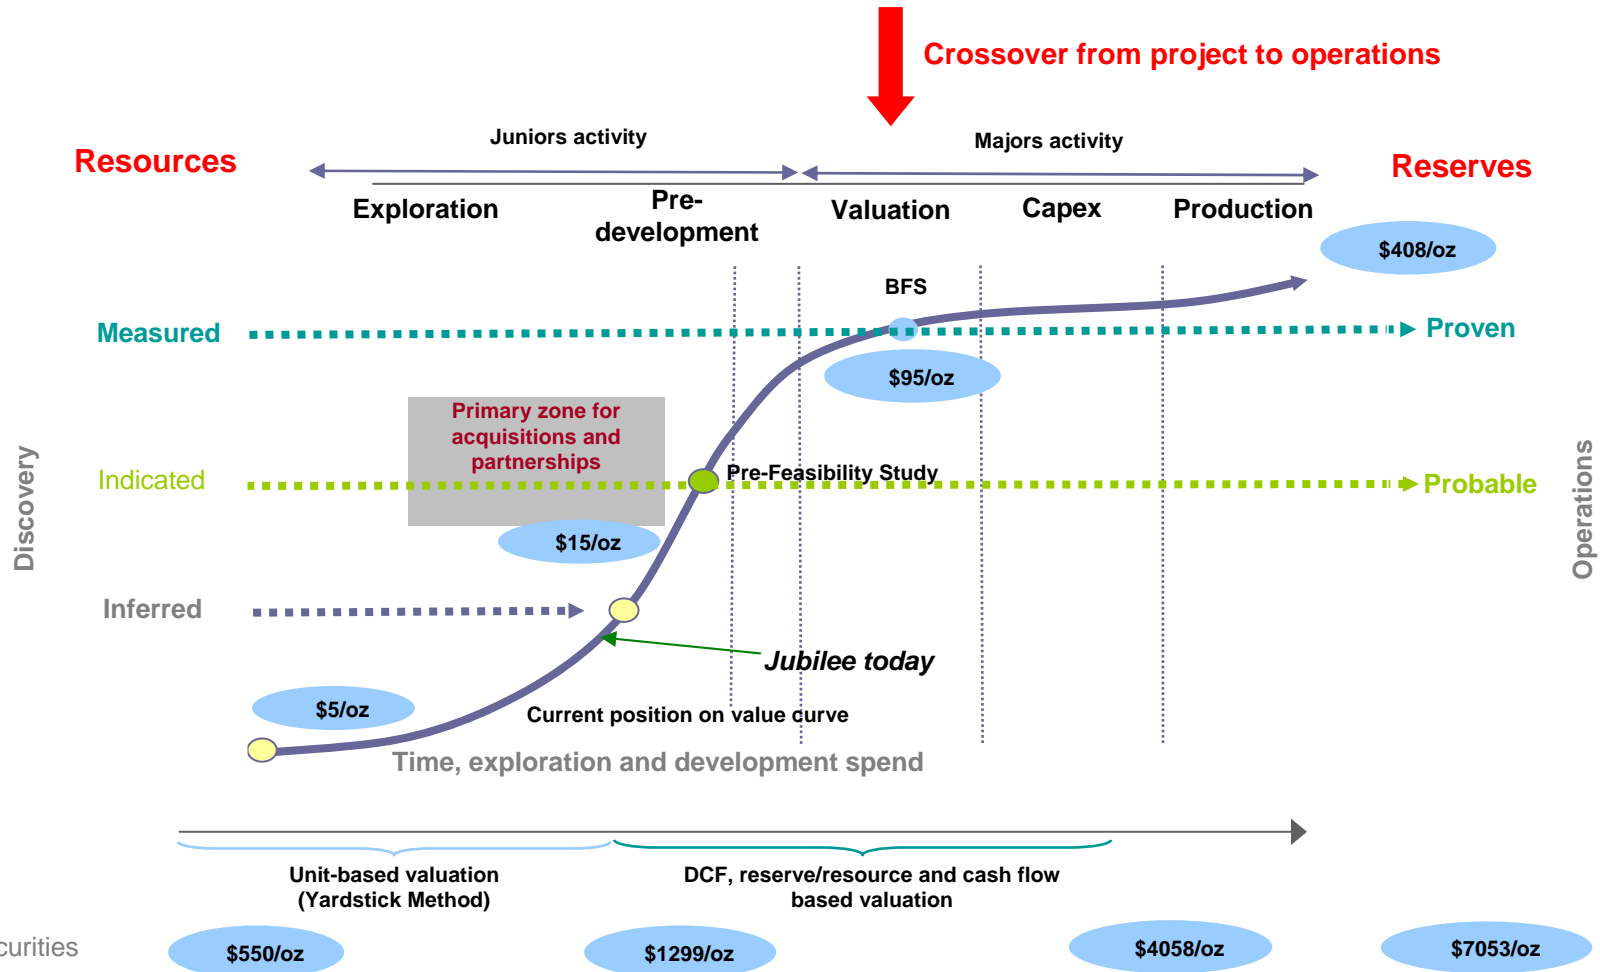 Crossover from project to operations
Juniors activity
Majors activity
Resources
Reserves
Exploration
Pre-
development
Valuation
Capex
Production
$408/oz
BFS
Measured
Proven
$95/oz
Primary zone for
acquisitions and
partnerships
Discovery
Indicated
Pre-Feasibility Study
Probable
Operations
$15/oz
Inferred
Jubilee today
$5/oz
Current position on value curve
Time, exploration and development spend
Unit-based valuation
(Yardstick Method)
DCF, reserve/resource and cash flow
based valuation
curities
$550/oz
$1299/oz
$4058/oz
$7053/oz